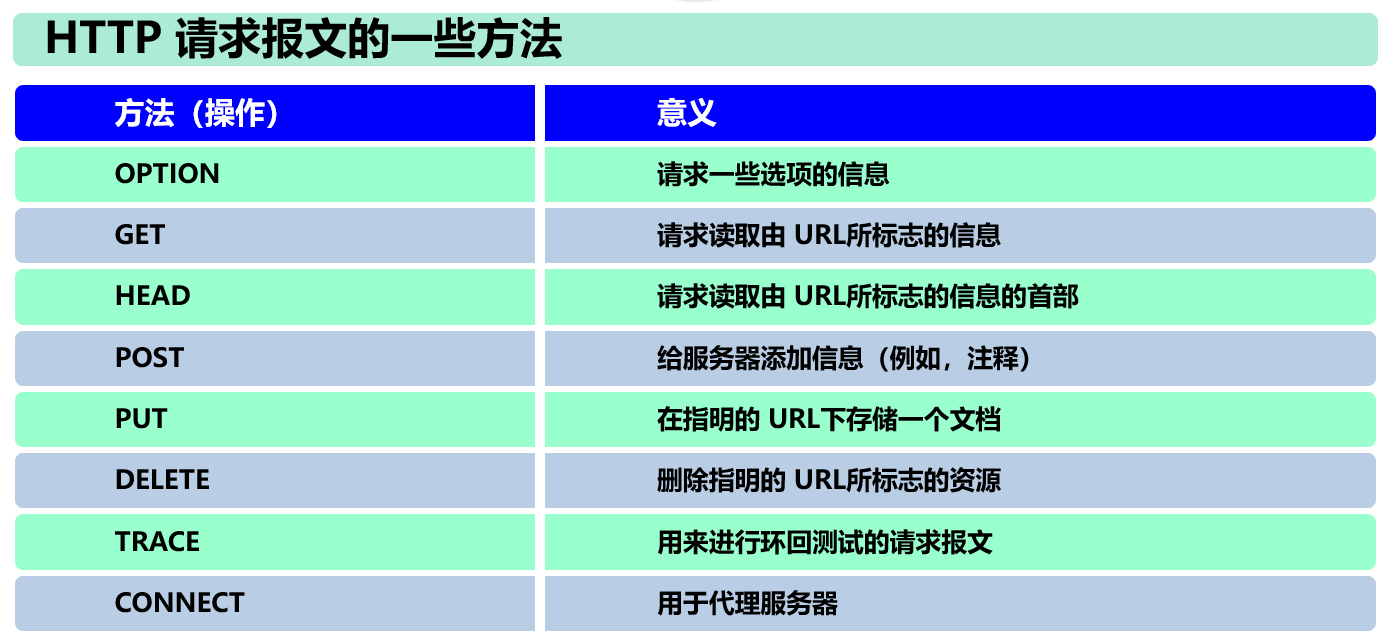 HTTP 请求报文的一些方法
方法（操作） 意义
OPTION 请求一些选项的信息
GET 请求读取由 URL所标志的信息
HEAD 请求读取由 URL所标志的信息的首部
POST 给服务器添加信息（例如，注释）
PUT 在指明的 URL下存储一个文档
DELETE 删除指明的 URL所标志的资源
TRACE 用来进行环回测试的请求报文
CONNECT 用于代理服务器